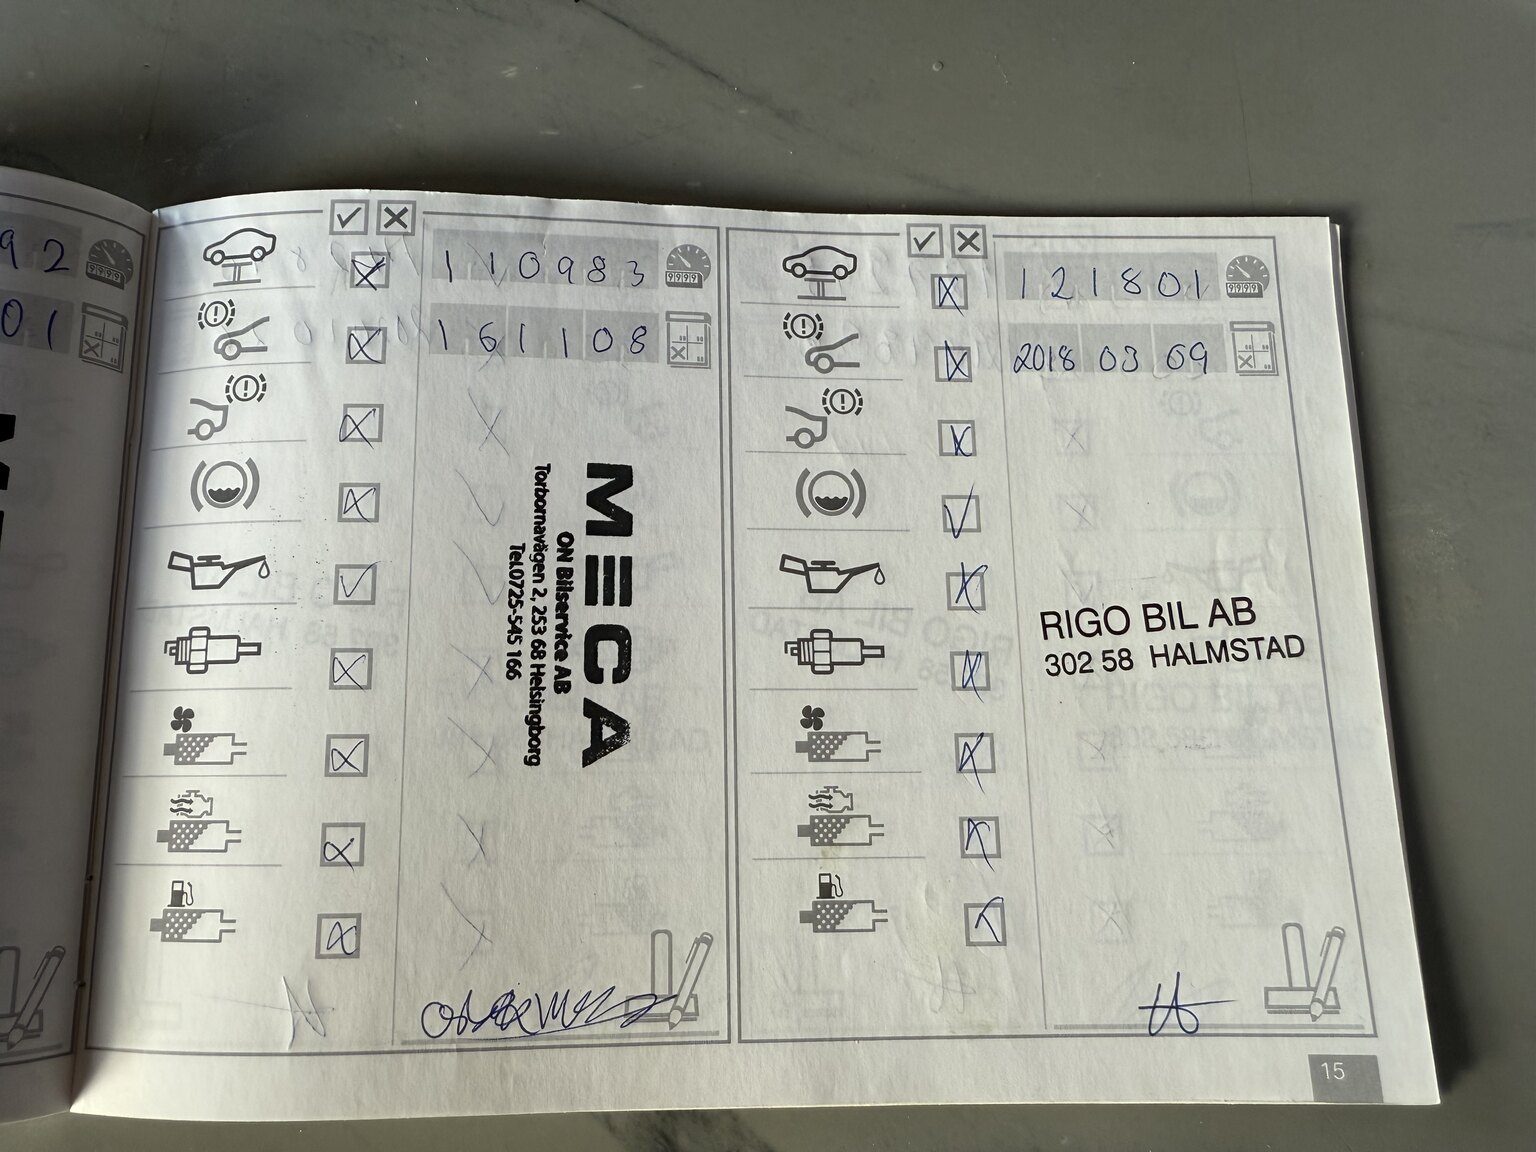 92
01
110983
161108
MECA
ON Bilservice AB
Torbornavägen 2, 253 68 Helsingborg
Tel.0725-545 166
121801
2018 03 09
RIGO BIL AB
302 58 HALMSTAD
15